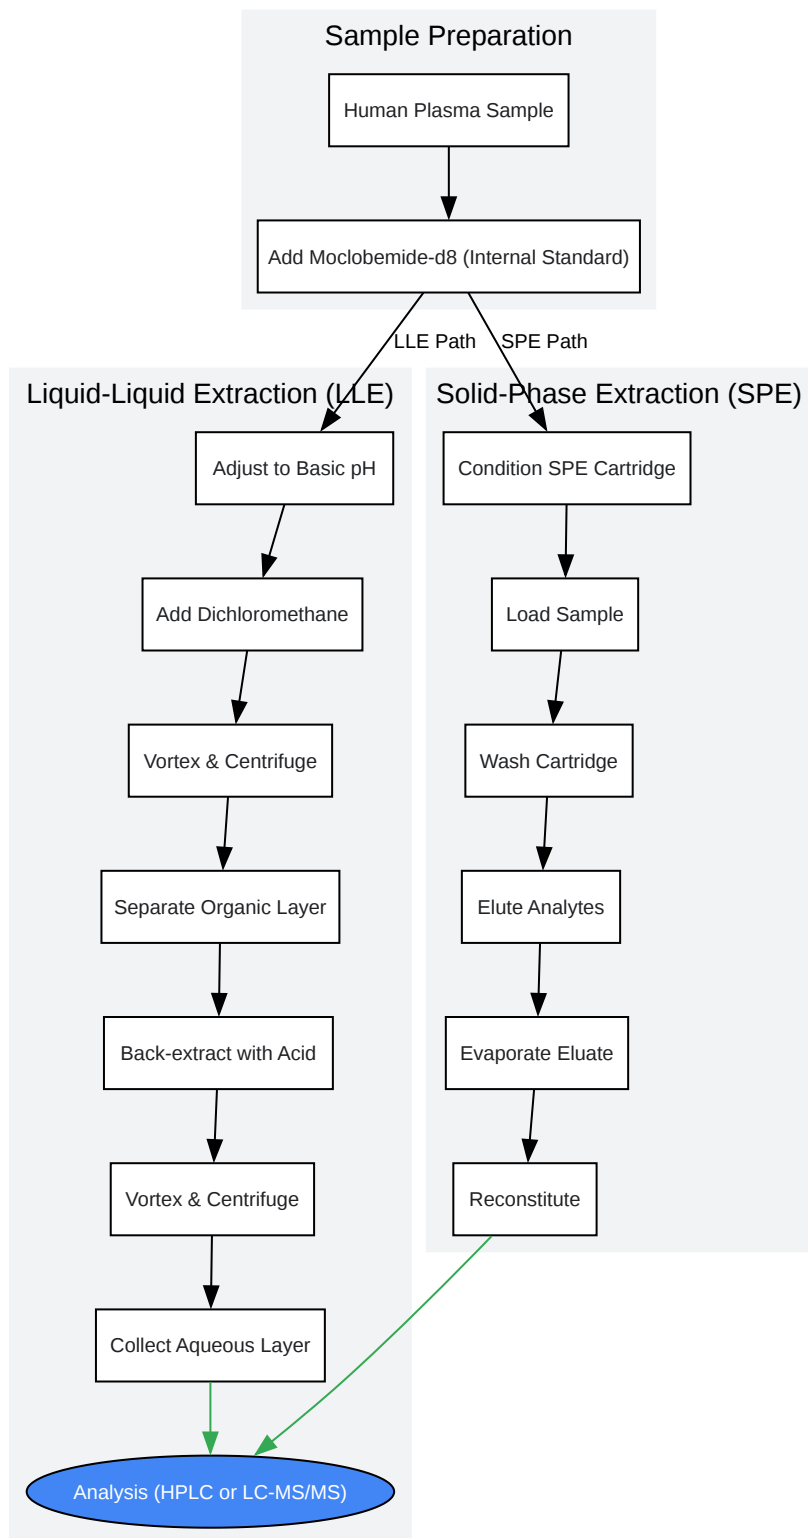 Sample Preparation
Human Plasma Sample
Add Moclobemide-d8 (Internal Standard)
LLE Path
SPE Path
Liquid-Liquid Extraction (LLE)
Adjust to Basic pH
Add Dichloromethane
Vortex & Centrifuge
Separate Organic Layer
Back-extract with Acid
Vortex & Centrifuge
Collect Aqueous Layer
Solid-Phase Extraction (SPE)
Condition SPE Cartridge
Load Sample
Wash Cartridge
Elute Analytes
Evaporate Eluate
Reconstitute
Analysis (HPLC or LC-MS/MS)